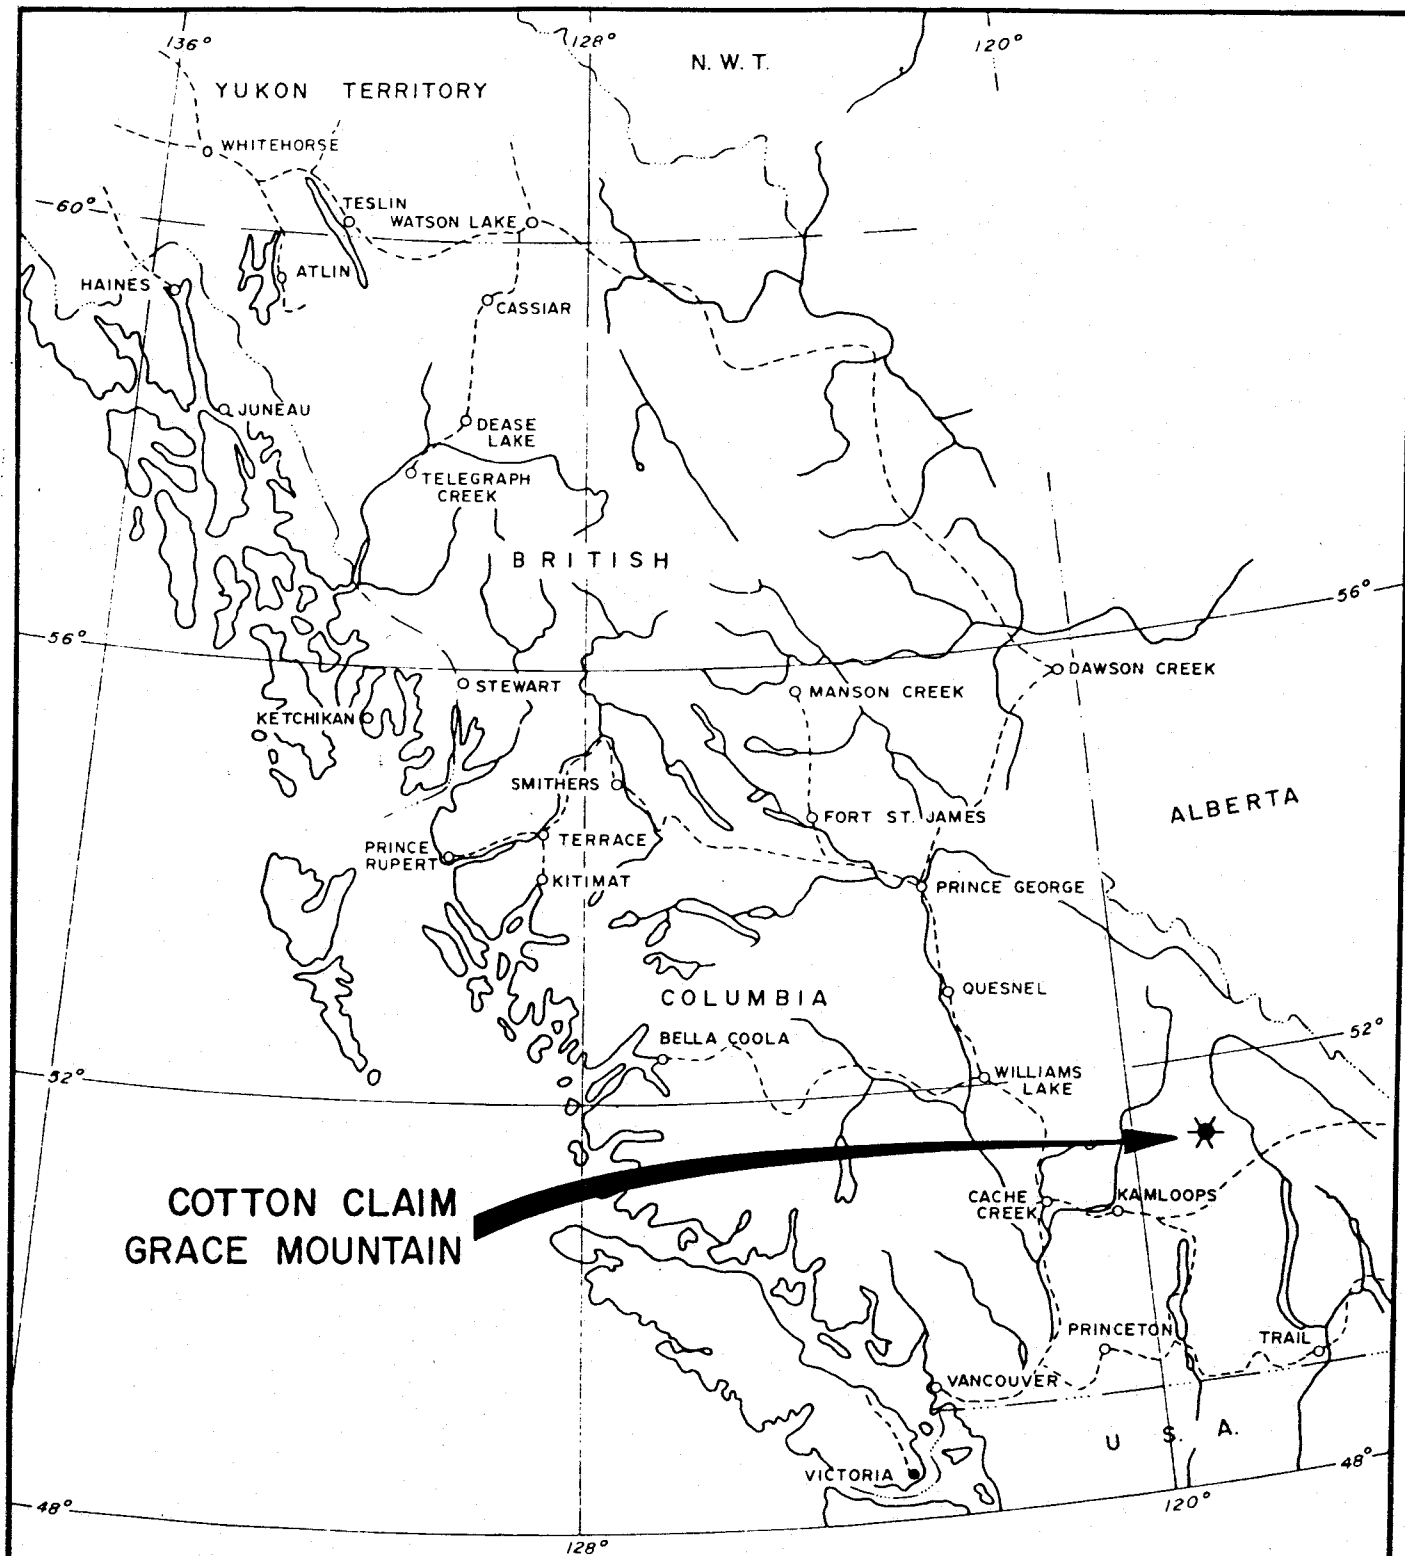 136°
128°
120°
N. W. T.
YUKON TERRITORY
WHITEHORSE
60°
TESLIN
WATSON LAKE
ATLIN
HAINES
CASSIAR
JUNEAU
DEASE
LAKE
TELEGRAPH
CREEK
BRITISH
56°
56°
DAWSON CREEK
STEWART
MANSON CREEK
KETCHIKAN
SMITHERS
ALBERTA
FORT ST. JAMES
TERRACE
PRINCE
RUPERT
KITIMAT
PRINCE GEORGE
QUESNEL
COLUMBIA
BELLA COOLA
52°
52°
WILLIAMS
LAKE
COTTON CLAIM
GRACE MOUNTAIN
CACHE
CREEK
KAMLOOPS
PRINCETON
TRAIL
VANCOUVER
U. S. A.
VICTORIA
48°
48°
120°
128°